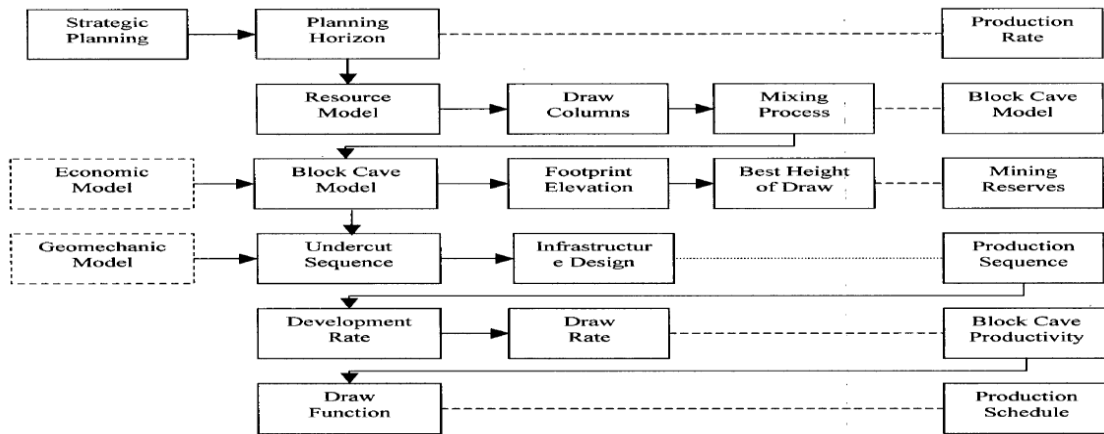 Strategic
Planning
Planning
Horizon
Production
Rate
Resource
Model
Draw
Columns
Mixing
Process
Block Cave
Model
Economic
Model
Block Cave
Model
Footprint
Elevation
Best Height
of Draw
Mining
Reserves
Geomechanic
Model
Undercut
Sequence
Infrastructur
e Design
Production
Sequence
Development
Rate
Draw
Rate
Block Cave
Productivity
Draw
Function
Production
Schedule